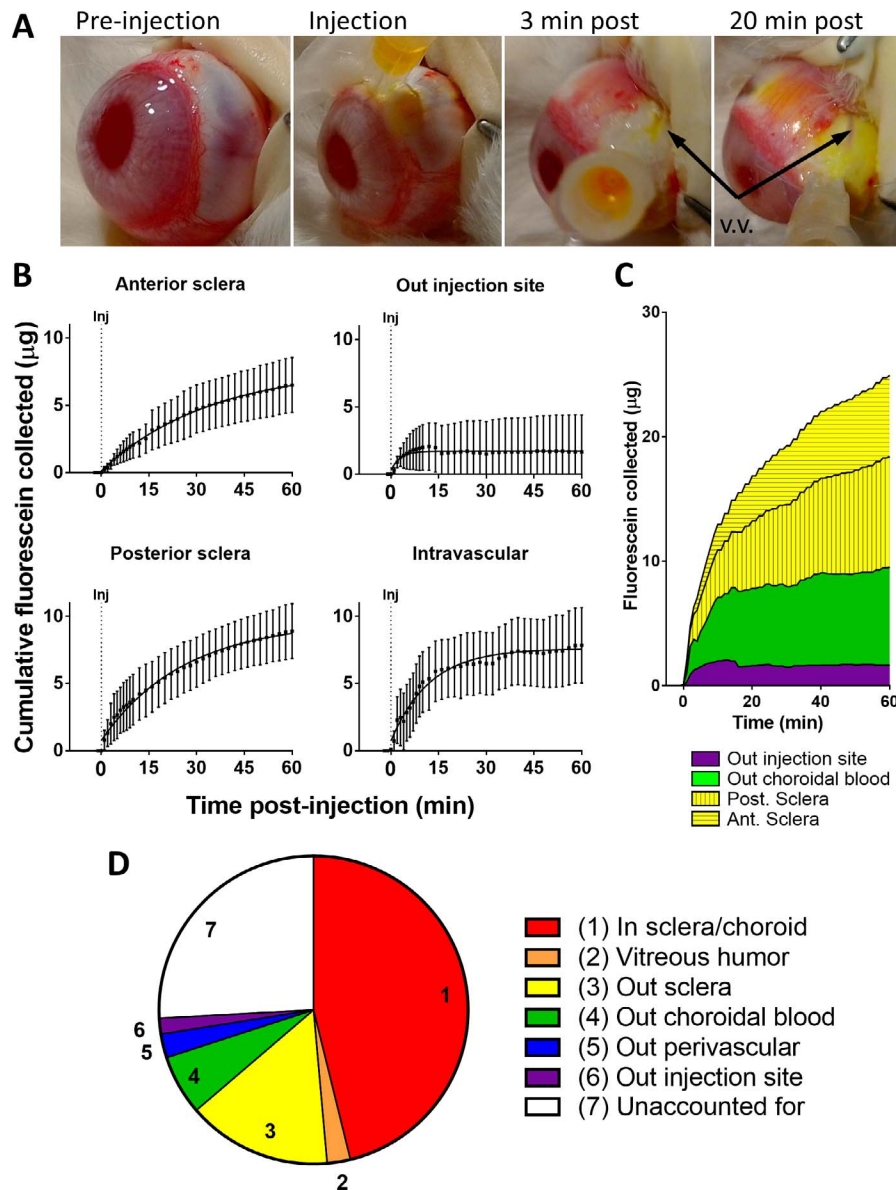 A
Pre-injection
Injection
3 min post
20 min post
v.v.
B
Cumulative fluorescein collected (µg)
Anterior sclera
Inj
10
5
0
0 15 30 45 60
Out injection site
Inj
10
5
0
0 15 30 45 60
Posterior sclera
Inj
10
5
0
0 15 30 45 60
Intravascular
Inj
10
5
0
0 15 30 45 60
Time post-injection (min)
C
Fluorescein collected (µg)
30
20
10
0
0 20 40 60
Time (min)
Out injection site
Out choroidal blood
Post. Sclera
Ant. Sclera
D
7
1
6
5
4
3
2
(1) In sclera/choroid
(2) Vitreous humor
(3) Out sclera
(4) Out choroidal blood
(5) Out perivascular
(6) Out injection site
(7) Unaccounted for